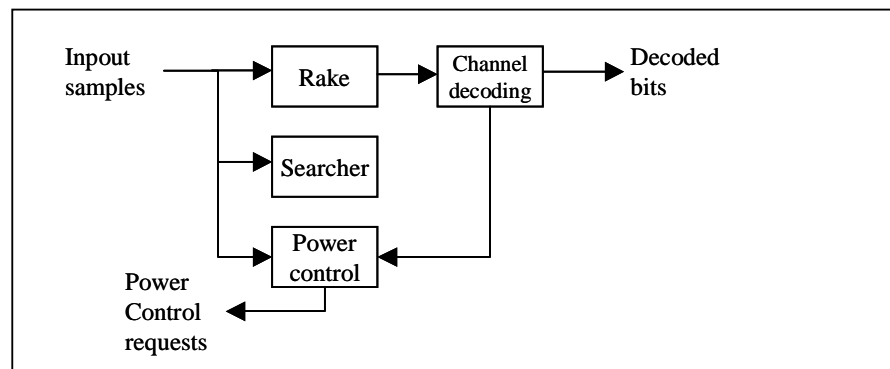 Inpout
samples
Rake
Channel
decoding
Decoded
bits
Searcher
Power
control
Power
Control
requests